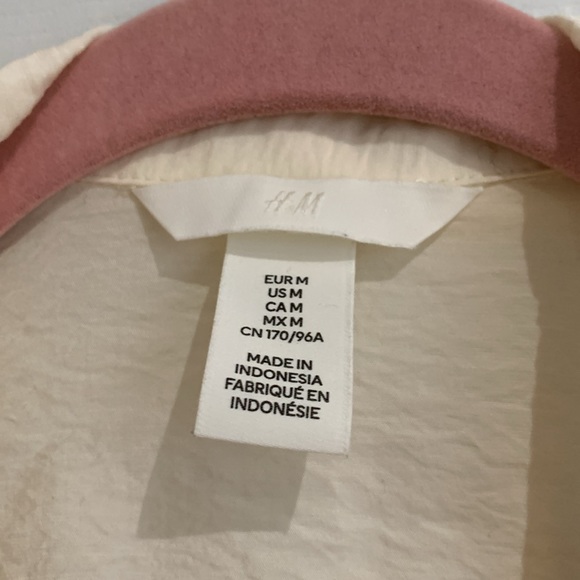 H&M
EUR M
US M
CA M
MX M
CN 170/96A
MADE IN
INDONESIA
FABRIQUÉ EN
INDONÉSIE